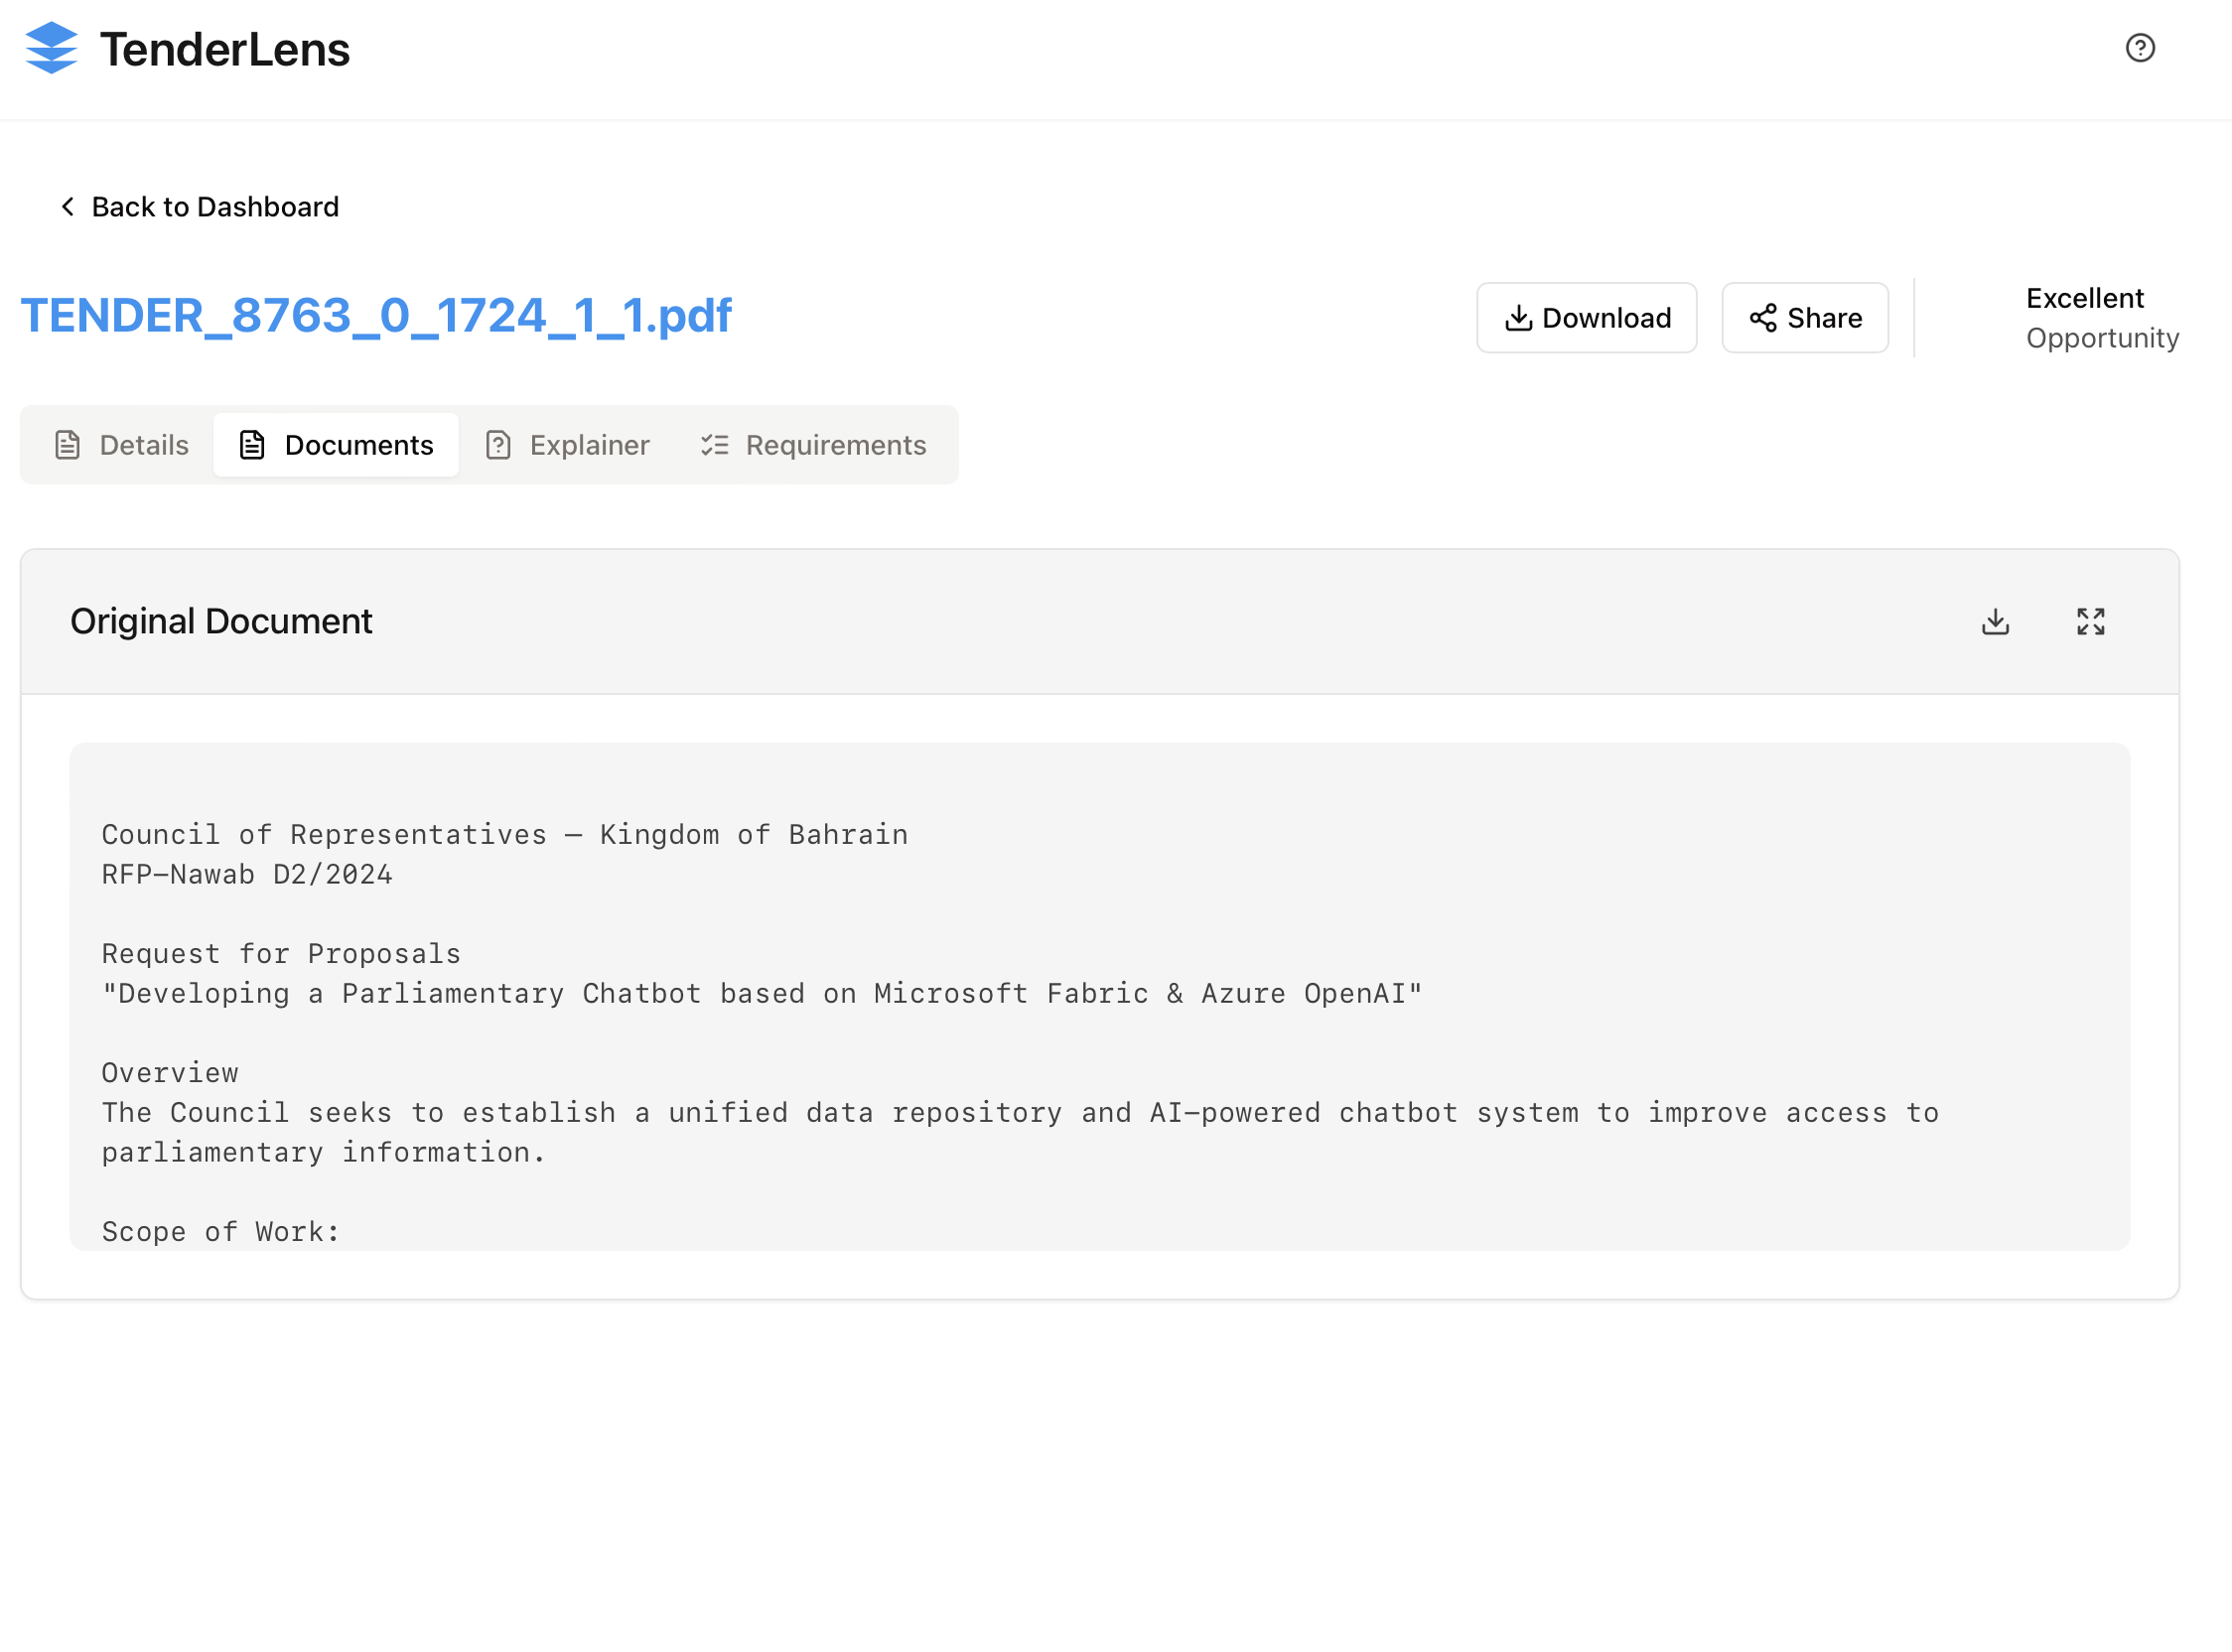 TenderLens
Back to Dashboard
TENDER_8763_0_1724_1_1.pdf
Download
Share
Excellent
Opportunity
Details
Documents
Explainer
Requirements
Original Document
Council of Representatives – Kingdom of Bahrain
RFP-Nawab D2/2024
Request for Proposals
"Developing a Parliamentary Chatbot based on Microsoft Fabric & Azure OpenAI"
Overview
The Council seeks to establish a unified data repository and AI-powered chatbot system to improve access to
parliamentary information.
Scope of Work: